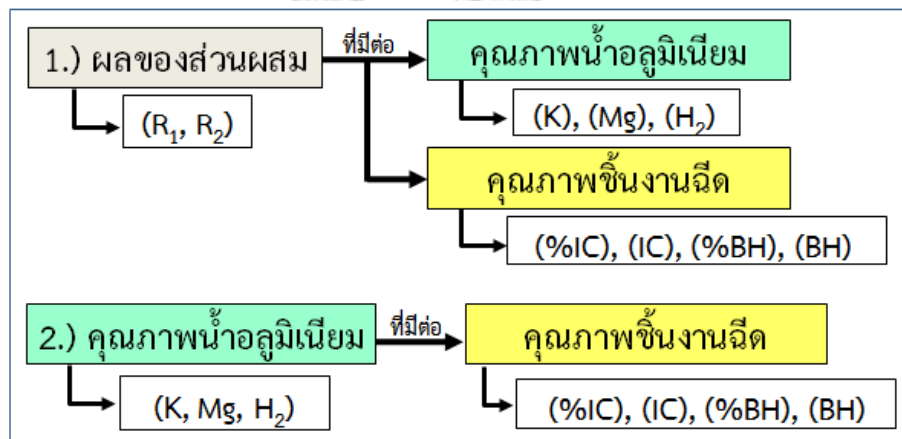 1.) ผลของส่วนผสม
ที่มีต่อ
คุณภาพน้ำอลูมิเนียม
(R₁, R₂)
(K), (Mg), (H₂)
คุณภาพชิ้นงานฉีด
(%IC), (IC), (%BH), (BH)
2.) คุณภาพน้ำอลูมิเนียม
ที่มีต่อ
คุณภาพชิ้นงานฉีด
(K, Mg, H₂)
(%IC), (IC), (%BH), (BH)